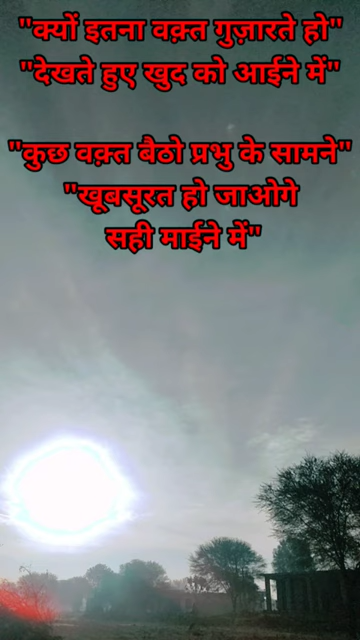 "क्यों इतना वक़्त गुज़ारते हो"
"देखते हुए खुद को आईने में"
"कुछ वक़्त बैठो प्रभु के सामने"
"खूबसूरत हो जाओगे
सही माईने में"